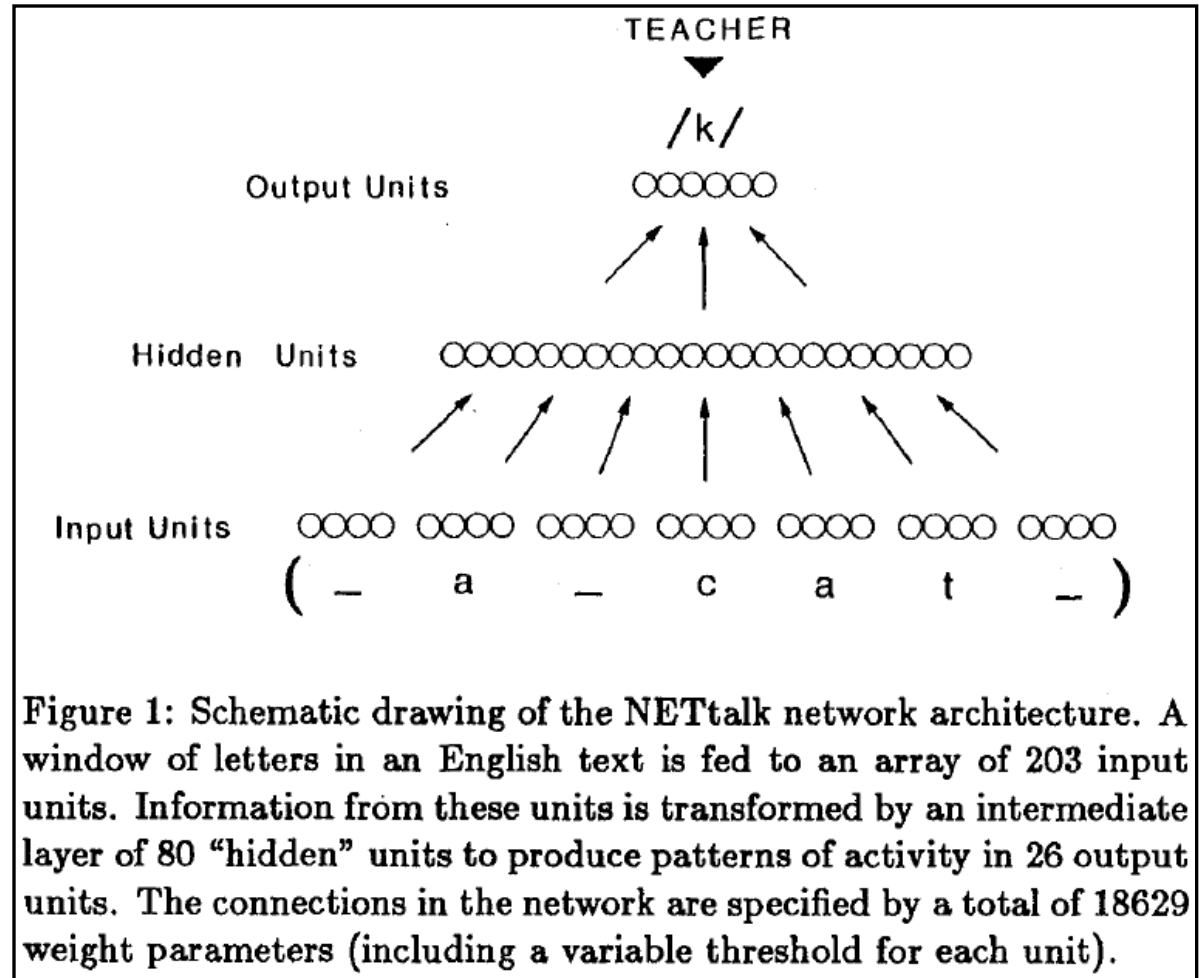 TEACHER
/k/
Output Units
Hidden Units
Input Units
( _ a _ c a t _ )
Figure 1: Schematic drawing of the NETtalk network architecture. A
window of letters in an English text is fed to an array of 203 input
units. Information from these units is transformed by an intermediate
layer of 80 “hidden” units to produce patterns of activity in 26 output
units. The connections in the network are specified by a total of 18629
weight parameters (including a variable threshold for each unit).